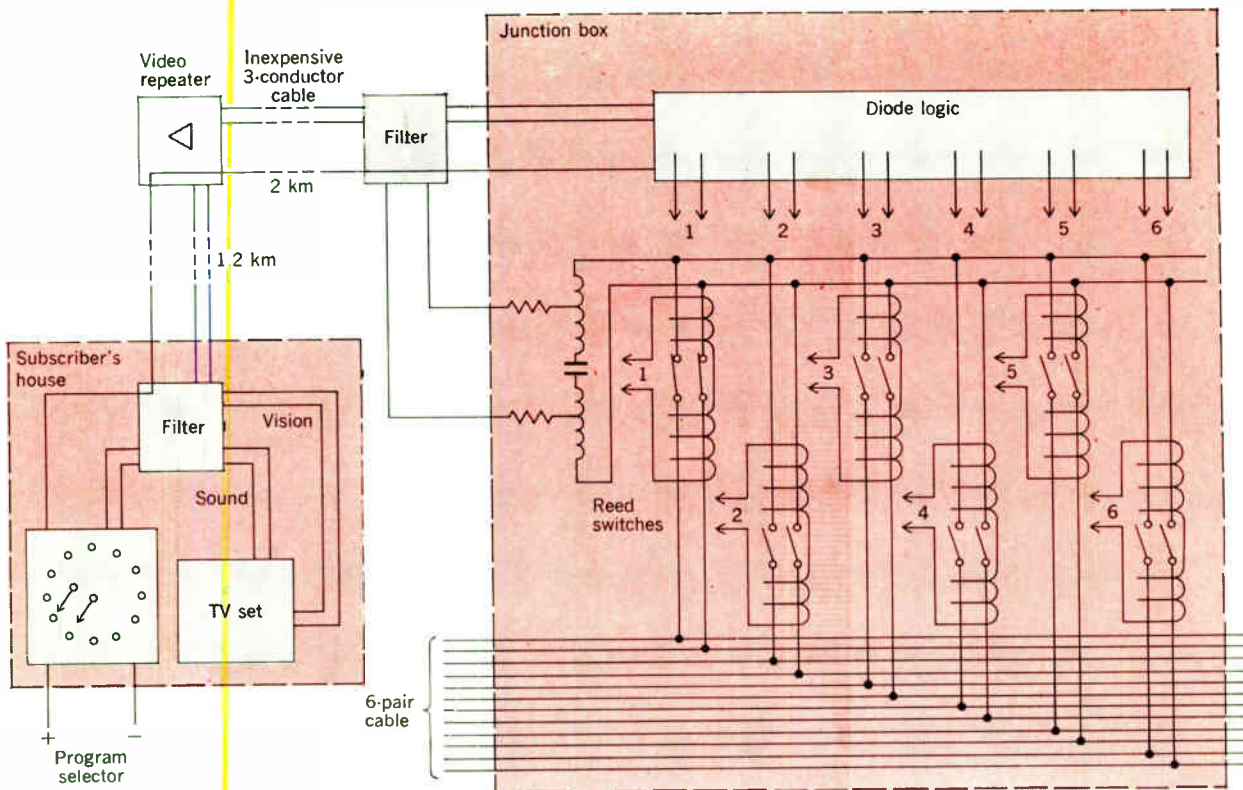 Junction box
Video
repeater
Inexpensive
3-conductor
cable
Filter
Diode logic
2 km
1 2 3 4 5 6
1.2 km
Subscriber's
house
Filter
Vision
Sound
TV set
1
3
5
2
4
6
Reed
switches
6-pair
cable
+ −
Program
selector